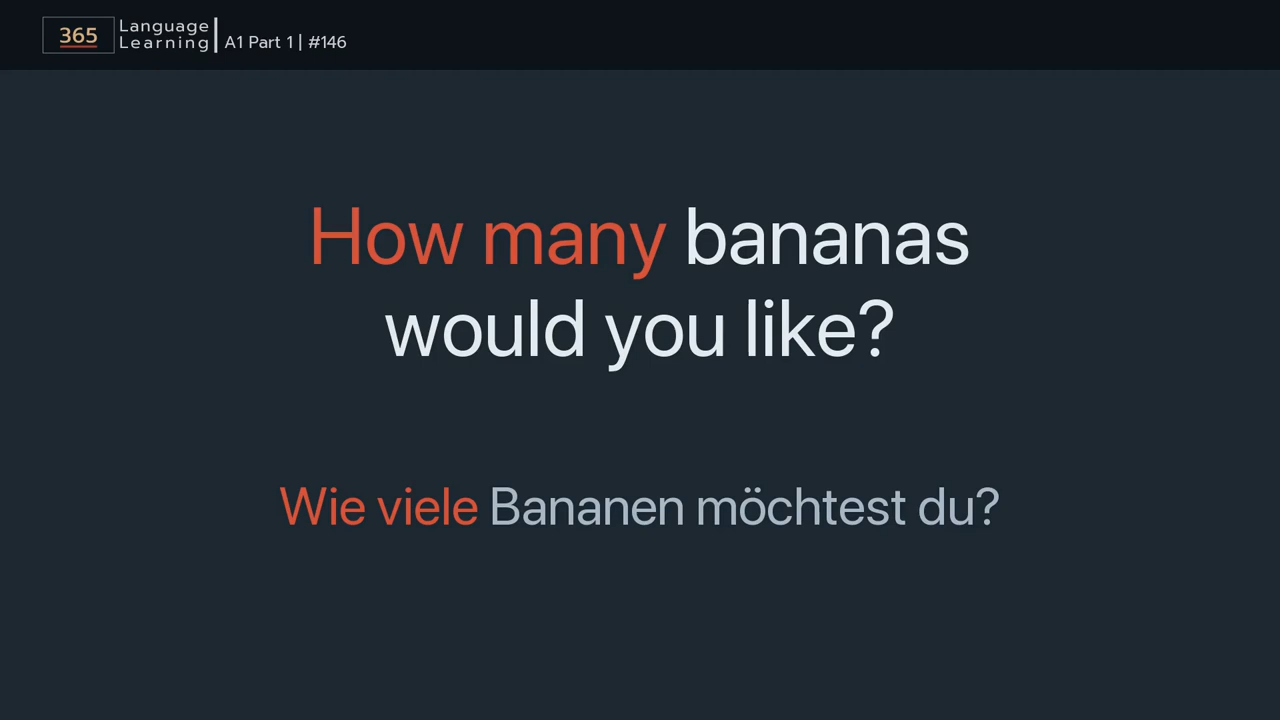 365 Language Learning | A1 Part 1 | #146
How many bananas
would you like?
Wie viele Bananen möchtest du?